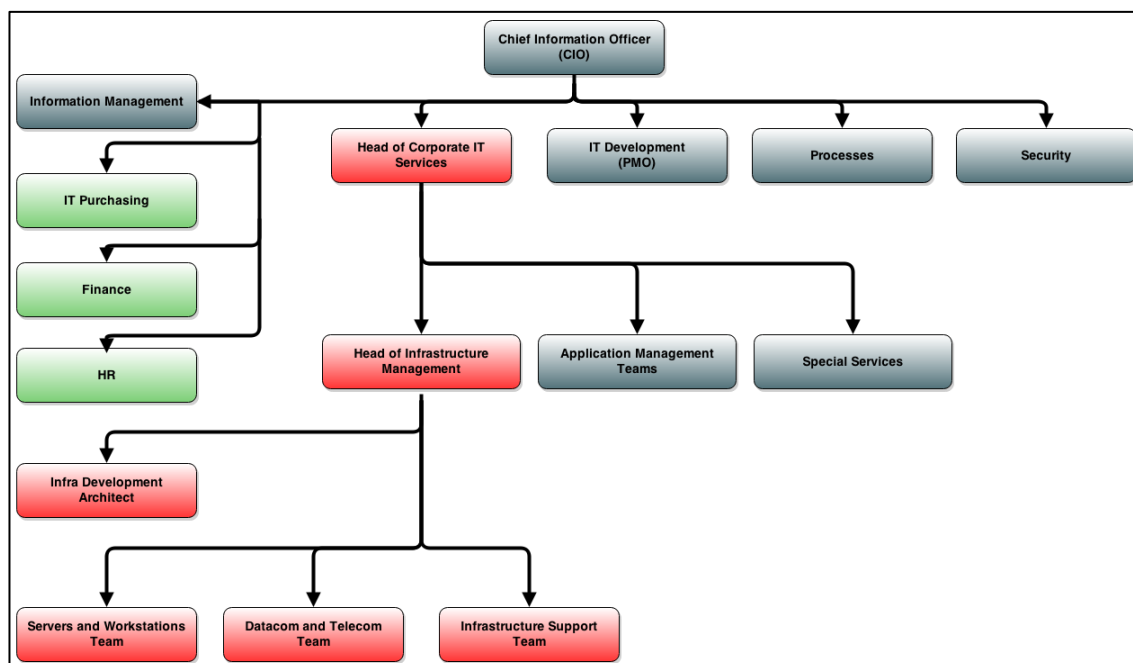 Chief Information Officer
(CIO)
Information Management
Head of Corporate IT
Services
IT Development
(PMO)
Processes
Security
IT Purchasing
Finance
HR
Head of Infrastructure
Management
Application Management
Teams
Special Services
Infra Development
Architect
Servers and Workstations
Team
Datacom and Telecom
Team
Infrastructure Support
Team